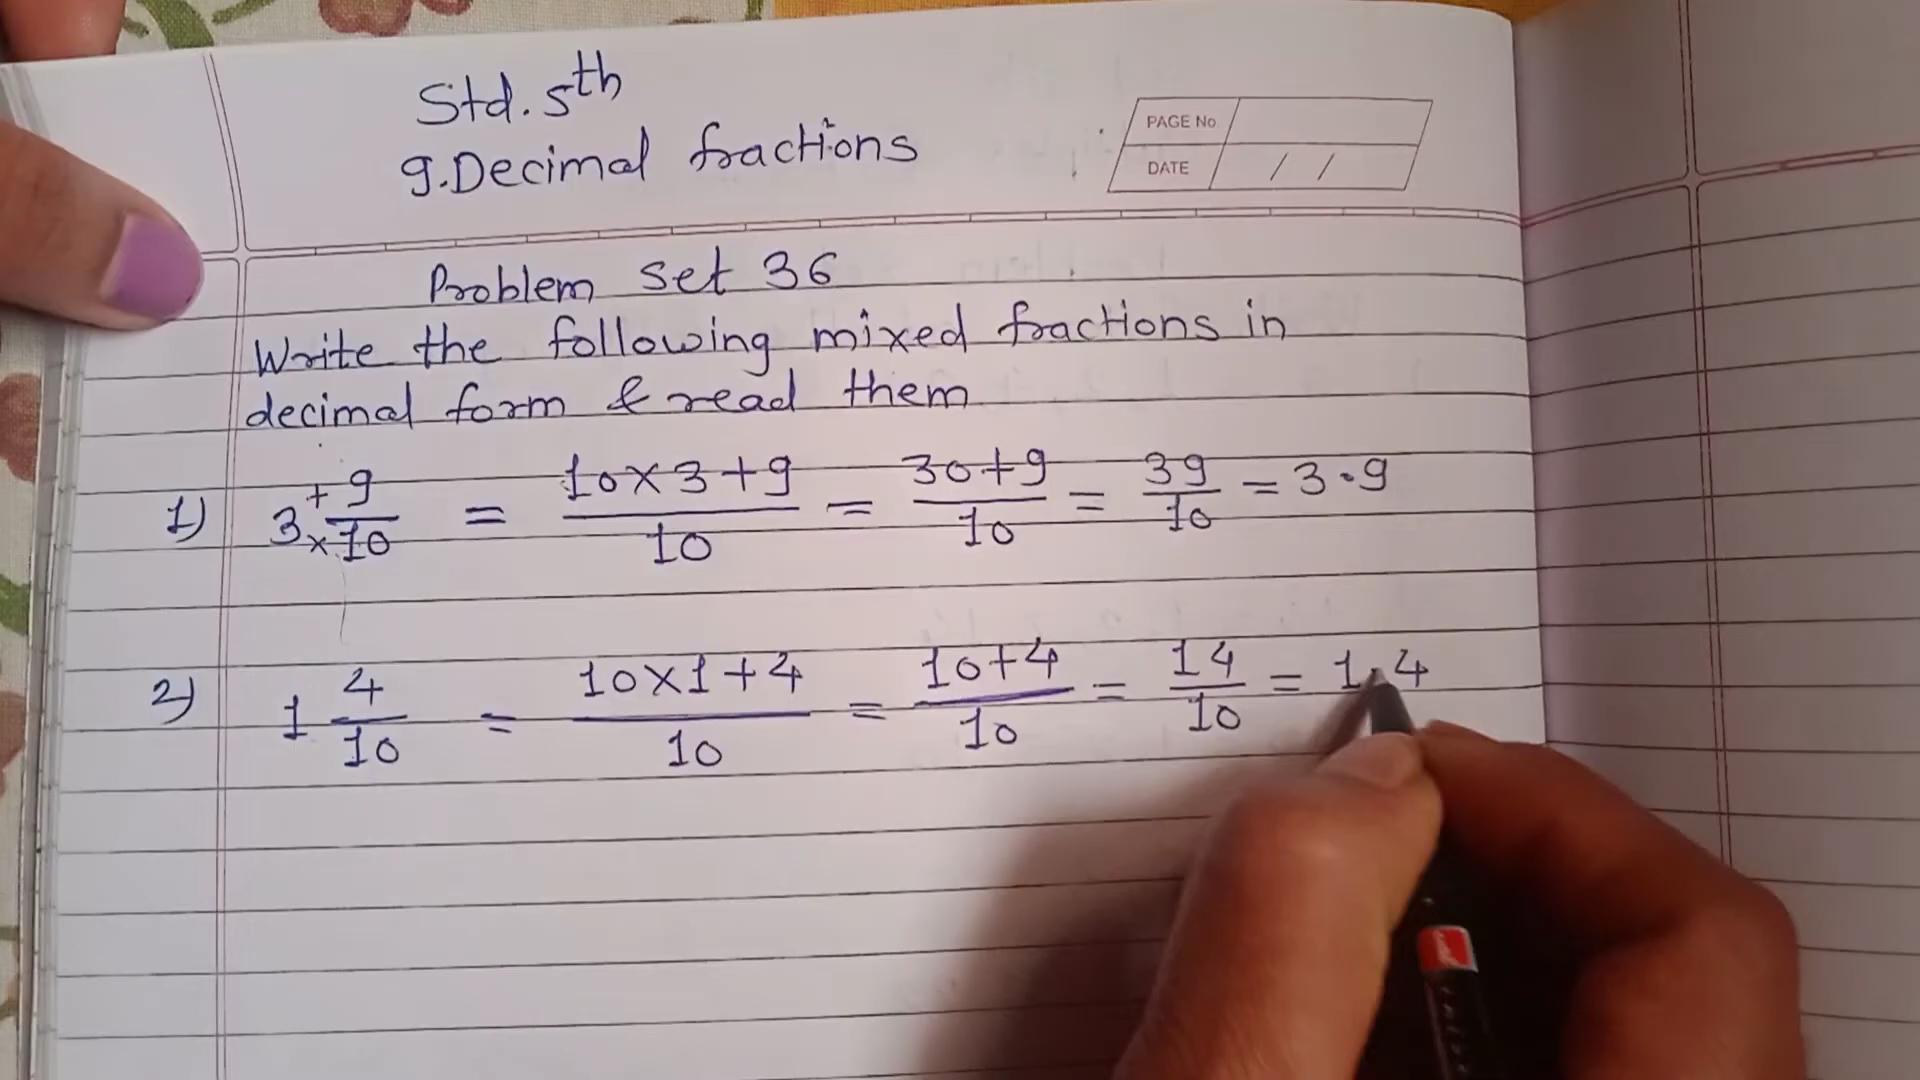 Std. 5th
9. Decimal fractions
PAGE No.
DATE / /
Problem set 36
Write the following mixed fractions in
decimal form & read them
1) 3 + × 9/10 = 10×3+9/10 = 30+9/10 = 39/10 = 3.9
2) 1 4/10 = 10×1+4/10 = 10+4/10 = 14/10 = 1.4